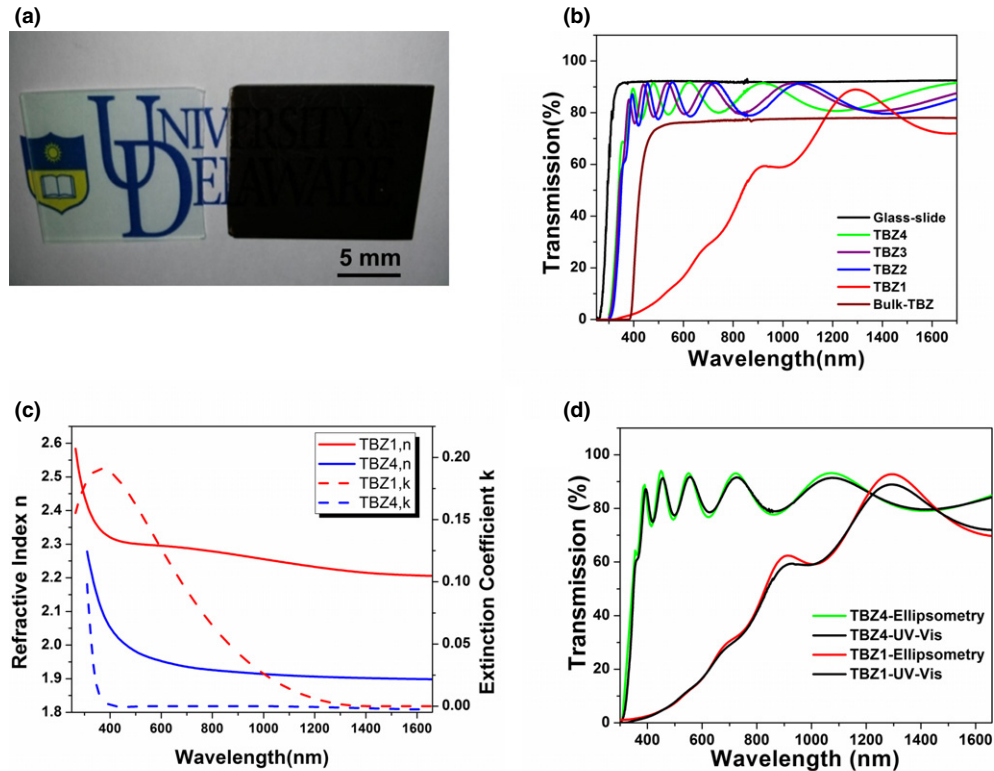 (a)
UNIVERSITY OF
DELAWARE
5 mm
(b)
Transmission(%)
100
80
60
40
20
0
Glass-slide
TBZ4
TBZ3
TBZ2
TBZ1
Bulk-TBZ
400 600 800 1000 1200 1400 1600
Wavelength(nm)
(c)
Refractive Index n
2.6
2.5
2.4
2.3
2.2
2.1
2.0
1.9
1.8
TBZ1,n
TBZ4,n
TBZ1,k
TBZ4,k
0.20
0.15
0.10
0.05
0.00
Extinction Coefficient k
400 600 800 1000 1200 1400 1600
Wavelength(nm)
(d)
Transmission (%)
100
80
60
40
20
0
TBZ4-Ellipsometry
TBZ4-UV-Vis
TBZ1-Ellipsometry
TBZ1-UV-Vis
400 600 800 1000 1200 1400 1600
Wavelength (nm)